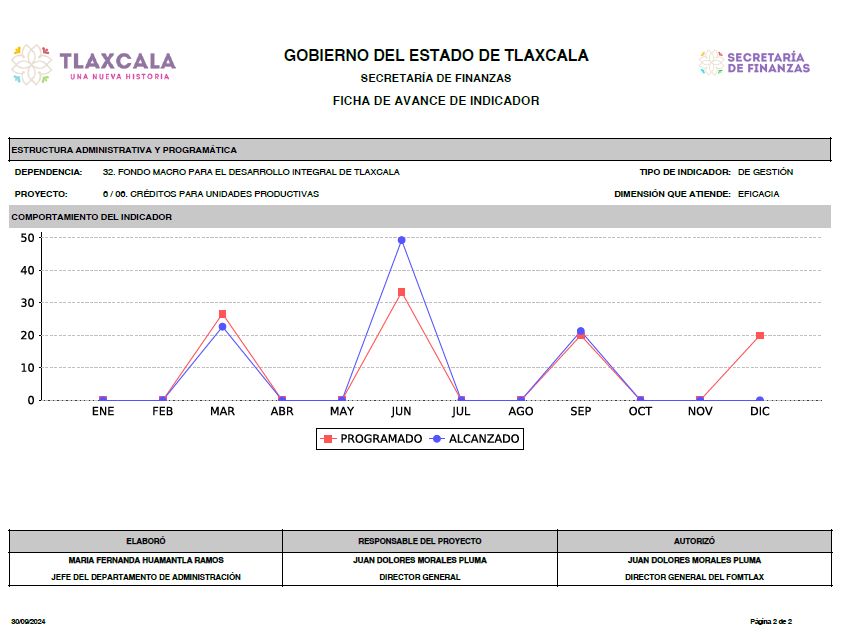 TLAXCALA
UNA NUEVA HISTORIA
GOBIERNO DEL ESTADO DE TLAXCALA
SECRETARÍA DE FINANZAS
FICHA DE AVANCE DE INDICADOR
SECRETARÍA
DE FINANZAS
ESTRUCTURA ADMINISTRATIVA Y PROGRAMÁTICA
DEPENDENCIA: 32. FONDO MACRO PARA EL DESARROLLO INTEGRAL DE TLAXCALA TIPO DE INDICADOR: DE GESTIÓN
PROYECTO: 6 / 06. CRÉDITOS PARA UNIDADES PRODUCTIVAS DIMENSIÓN QUE ATIENDE: EFICACIA
COMPORTAMIENTO DEL INDICADOR
50
40
30
20
10
0
ENE FEB MAR ABR MAY JUN JUL AGO SEP OCT NOV DIC
PROGRAMADO ALCANZADO
ELABORÓ RESPONSABLE DEL PROYECTO AUTORIZÓ
MARIA FERNANDA HUAMANTLA RAMOS JUAN DOLORES MORALES PLUMA JUAN DOLORES MORALES PLUMA
JEFE DEL DEPARTAMENTO DE ADMINISTRACIÓN DIRECTOR GENERAL DIRECTOR GENERAL DEL FOMTLAX
30/09/2024 Página 2 de 2